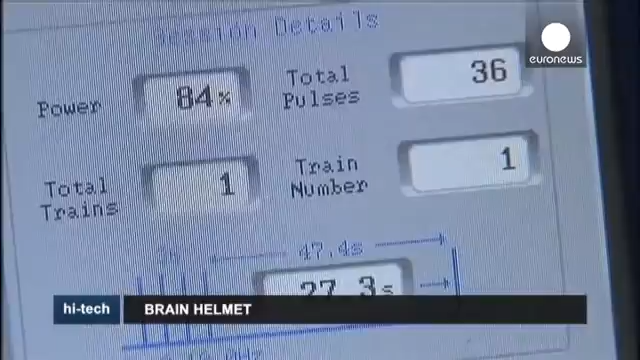 Session Details
euronews
Power
84%
Total
Pulses
36
Total
Trains
1
Train
Number
1
47.4s
27.3s
hi-tech
BRAIN HELMET